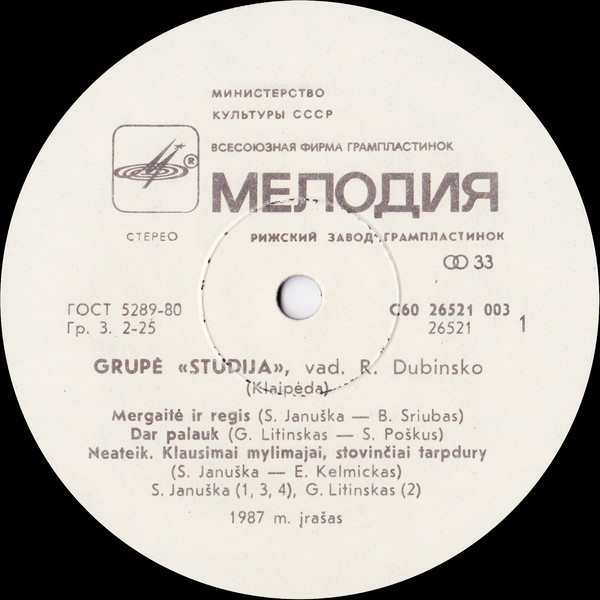 МИНИСТЕРСТВО
КУЛЬТУРЫ СССР
ВСЕСОЮЗНАЯ ФИРМА ГРАМПЛАСТИНОК
®
МЕЛОДИЯ
СТЕРЕО
РИЖСКИЙ ЗАВОД ГРАМПЛАСТИНОК
33
ГОСТ 5289-80
С60 26521 003
Гр. 3. 2-25
26521
1
GRUPĖ «STUDIJA», vad. R. Dubinsko
(Klaipėda)
Mergaitė ir regis (S. Januška — B. Sriubas)
Dar palauk (G. Litinskas — S. Poškus)
Neateik. Klausimai mylimajai, stovinčiai tarpdury
(S. Januška — E. Kelmickas)
S. Januška (1, 3, 4), G. Litinskas (2)
1987 m. įrašas